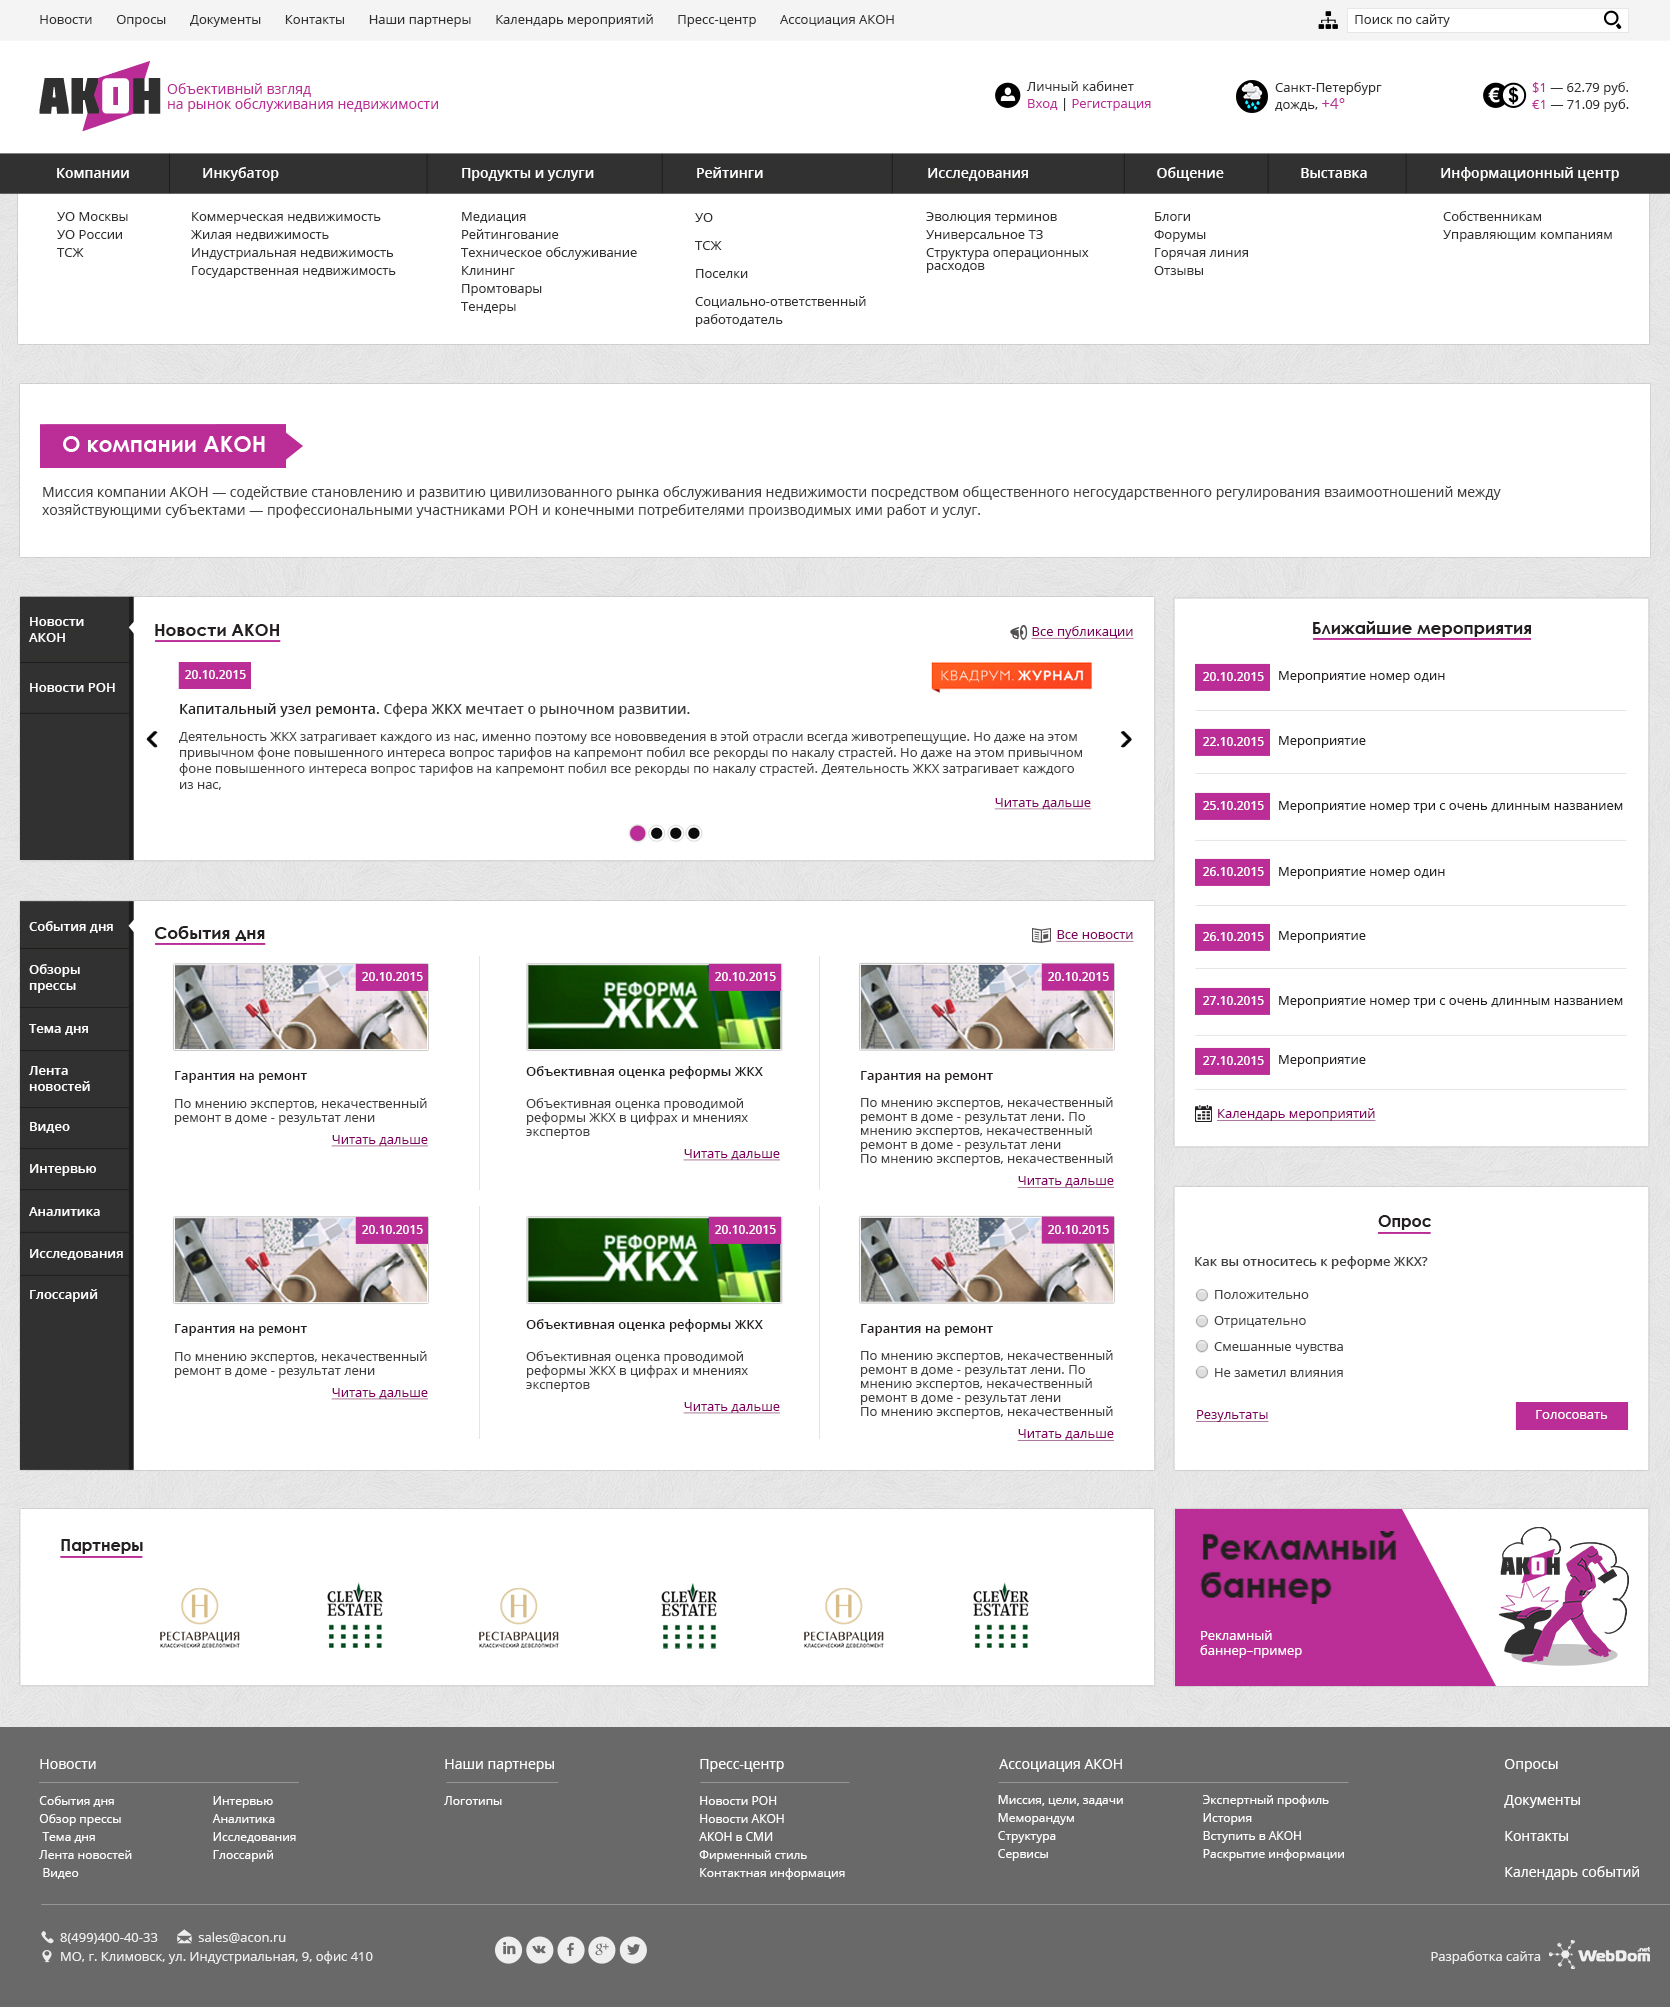 Новости Опросы Документы Контакты Наши партнеры Календарь мероприятий Пресс-центр Ассоциация АКОН
Поиск по сайту
АКОН
Объективный взгляд
на рынок обслуживания недвижимости
Личный кабинет
Вход | Регистрация
Санкт-Петербург
дождь, +4°
$1 — 62.79 руб.
€1 — 71.09 руб.
Компании Инкубатор Продукты и услуги Рейтинги Исследования Общение Выставка Информационный центр
УО Москвы
УО России
ТСЖ
Коммерческая недвижимость
Жилая недвижимость
Индустриальная недвижимость
Государственная недвижимость
Медиация
Рейтингование
Техническое обслуживание
Клининг
Промтовары
Тендеры
УО
ТСЖ
Поселки
Социально-ответственный
работодатель
Эволюция терминов
Универсальное ТЗ
Структура операционных
расходов
Блоги
Форумы
Горячая линия
Отзывы
Собственникам
Управляющим компаниям
О компании АКОН
Миссия компании АКОН — содействие становлению и развитию цивилизованного рынка обслуживания недвижимости посредством общественного негосударственного регулирования взаимоотношений между
хозяйствующими субъектами — профессиональными участниками РОН и конечными потребителями производимых ими работ и услуг.
Новости
АКОН
Новости РОН
Новости АКОН
Все публикации
20.10.2015
КВАДРУМ. ЖУРНАЛ
Капитальный узел ремонта. Сфера ЖКХ мечтает о рыночном развитии.
Деятельность ЖКХ затрагивает каждого из нас, именно поэтому все нововведения в этой отрасли всегда животрепещущие. Но даже на этом
привычном фоне повышенного интереса вопрос тарифов на капремонт побил все рекорды по накалу страстей. Но даже на этом привычном
фоне повышенного интереса вопрос тарифов на капремонт побил все рекорды по накалу страстей. Деятельность ЖКХ затрагивает каждого
из нас,
Читать дальше
Ближайшие мероприятия
20.10.2015 Мероприятие номер один
22.10.2015 Мероприятие
25.10.2015 Мероприятие номер три с очень длинным названием
26.10.2015 Мероприятие номер один
26.10.2015 Мероприятие
27.10.2015 Мероприятие номер три с очень длинным названием
27.10.2015 Мероприятие
Календарь мероприятий
События дня
Обзоры
прессы
Тема дня
Лента
новостей
Видео
Интервью
Аналитика
Исследования
Глоссарий
События дня
Все новости
20.10.2015
Гарантия на ремонт
По мнению экспертов, некачественный
ремонт в доме - результат лени
Читать дальше
РЕФОРМА
ЖКХ
20.10.2015
Объективная оценка реформы ЖКХ
Объективная оценка проводимой
реформы ЖКХ в цифрах и мнениях
экспертов
Читать дальше
20.10.2015
Гарантия на ремонт
По мнению экспертов, некачественный
ремонт в доме - результат лени. По
мнению экспертов, некачественный
ремонт в доме - результат лени
По мнению экспертов, некачественный
Читать дальше
20.10.2015
Гарантия на ремонт
По мнению экспертов, некачественный
ремонт в доме - результат лени
Читать дальше
РЕФОРМА
ЖКХ
20.10.2015
Объективная оценка реформы ЖКХ
Объективная оценка проводимой
реформы ЖКХ в цифрах и мнениях
экспертов
Читать дальше
20.10.2015
Гарантия на ремонт
По мнению экспертов, некачественный
ремонт в доме - результат лени. По
мнению экспертов, некачественный
ремонт в доме - результат лени
По мнению экспертов, некачественный
Читать дальше
Опрос
Как вы относитесь к реформе ЖКХ?
Положительно
Отрицательно
Смешанные чувства
Не заметил влияния
Результаты
Голосовать
Партнеры
Н
РЕСТАВРАЦИЯ
КЛАССИЧЕСКИЙ ДЕВЕЛОПМЕНТ
CLEVER
ESTATE
Н
РЕСТАВРАЦИЯ
КЛАССИЧЕСКИЙ ДЕВЕЛОПМЕНТ
CLEVER
ESTATE
Н
РЕСТАВРАЦИЯ
КЛАССИЧЕСКИЙ ДЕВЕЛОПМЕНТ
CLEVER
ESTATE
Рекламный
баннер
Рекламный
баннер–пример
АКОН
Новости
События дня
Обзор прессы
Тема дня
Лента новостей
Видео
Интервью
Аналитика
Исследования
Глоссарий
Наши партнеры
Логотипы
Пресс-центр
Новости РОН
Новости АКОН
АКОН в СМИ
Фирменный стиль
Контактная информация
Ассоциация АКОН
Миссия, цели, задачи
Меморандум
Структура
Сервисы
Экспертный профиль
История
Вступить в АКОН
Раскрытие информации
Опросы
Документы
Контакты
Календарь событий
8(499)400-40-33 sales@acon.ru
МО, г. Климовск, ул. Индустриальная, 9, офис 410
Разработка сайта WebDom.net